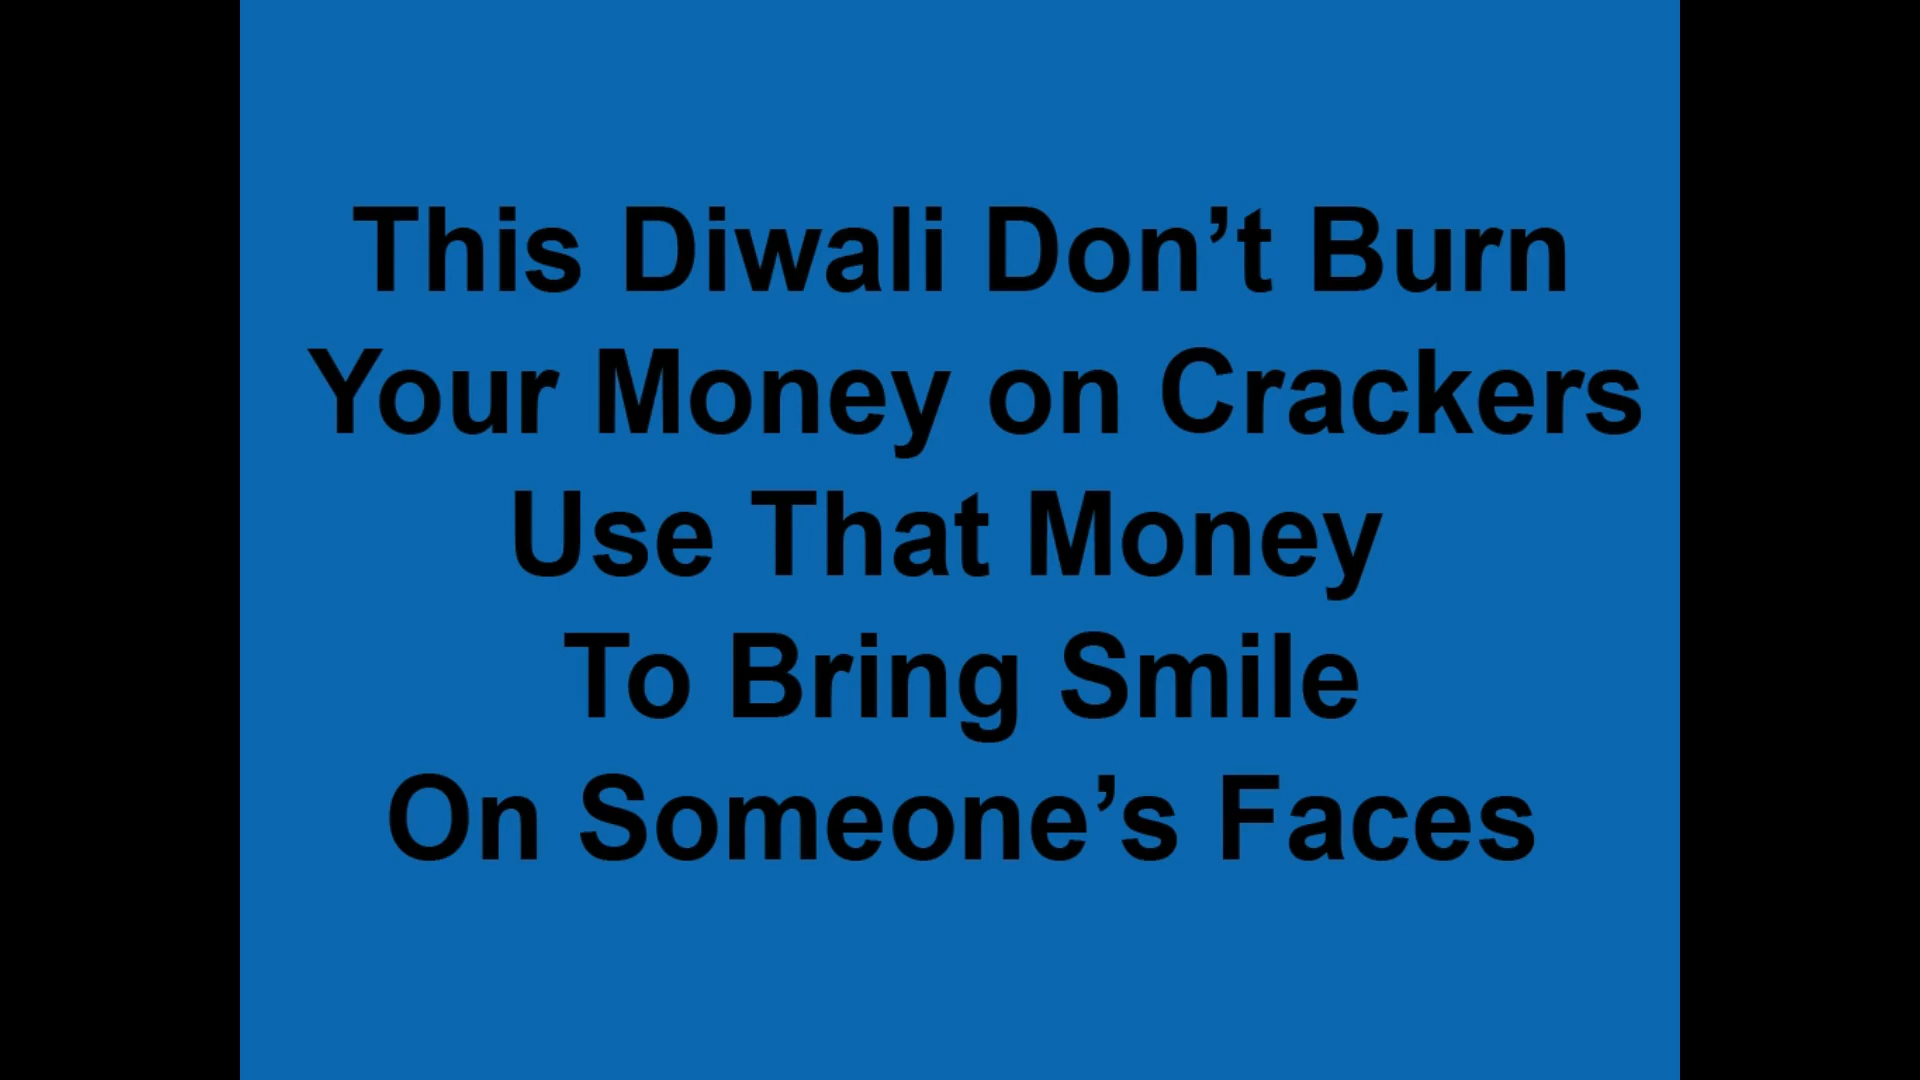 This Diwali Don’t Burn
Your Money on Crackers
Use That Money
To Bring Smile
On Someone’s Faces